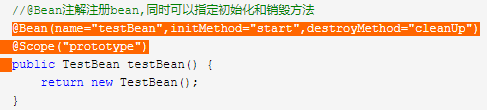 //@Bean注解注册bean,同时可以指定初始化和销毁方法
@Bean(name="testBean",initMethod="start",destroyMethod="cleanUp")
@Scope("prototype")
public TestBean testBean() {
return new TestBean();
}